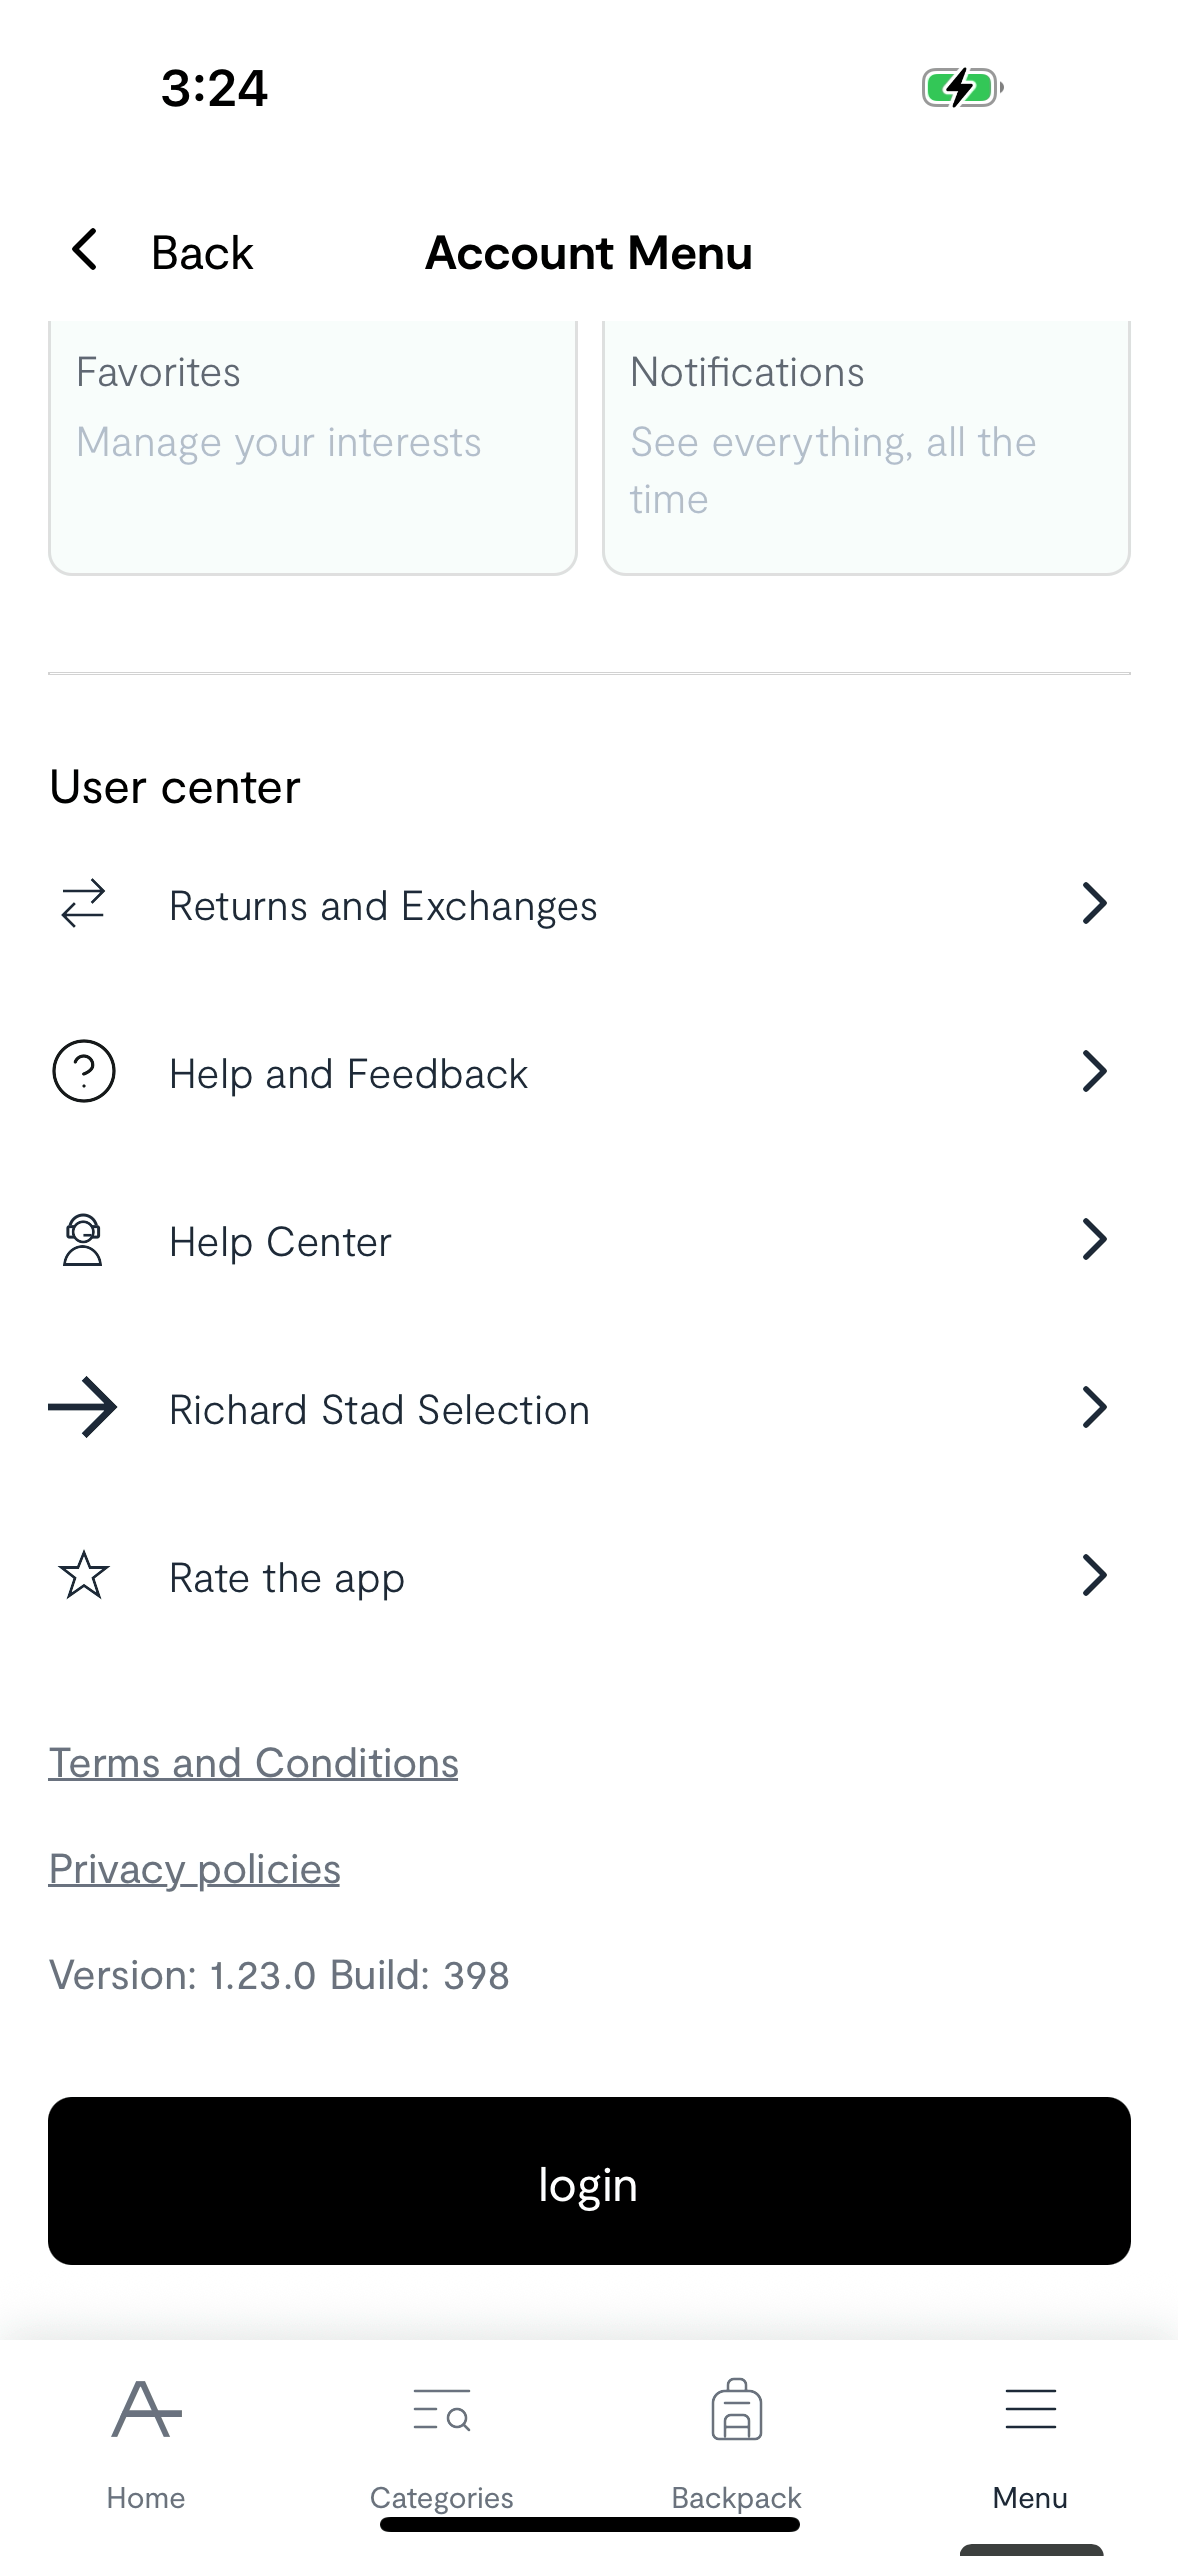 3:24
Back
Account Menu
Favorites
Manage your interests
Notifications
See everything, all the
time
User center
Returns and Exchanges
Help and Feedback
Help Center
Richard Stad Selection
Rate the app
Terms and Conditions
Privacy policies
Version: 1.23.0 Build: 398
login
Home
Categories
Backpack
Menu